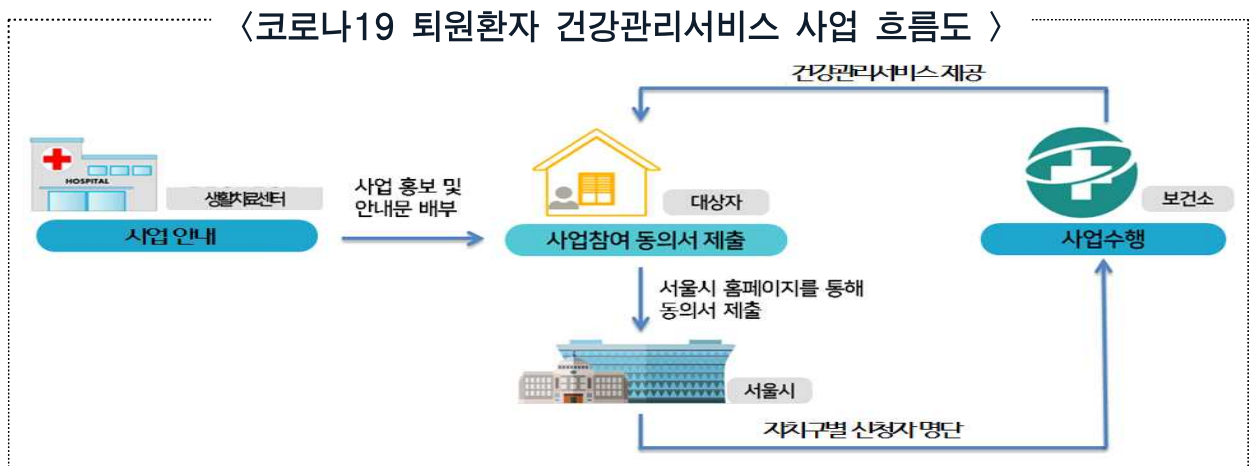 〈코로나19 퇴원환자 건강관리서비스 사업 흐름도 〉
건강관리서비스 제공
HOSPITAL
생활치료센터
사업 안내
사업 홍보 및
안내문 배부
대상자
사업참여 동의서 제출
보건소
사업수행
서울시 홈페이지를 통해
동의서 제출
서울시
자치구별 신청자 명단